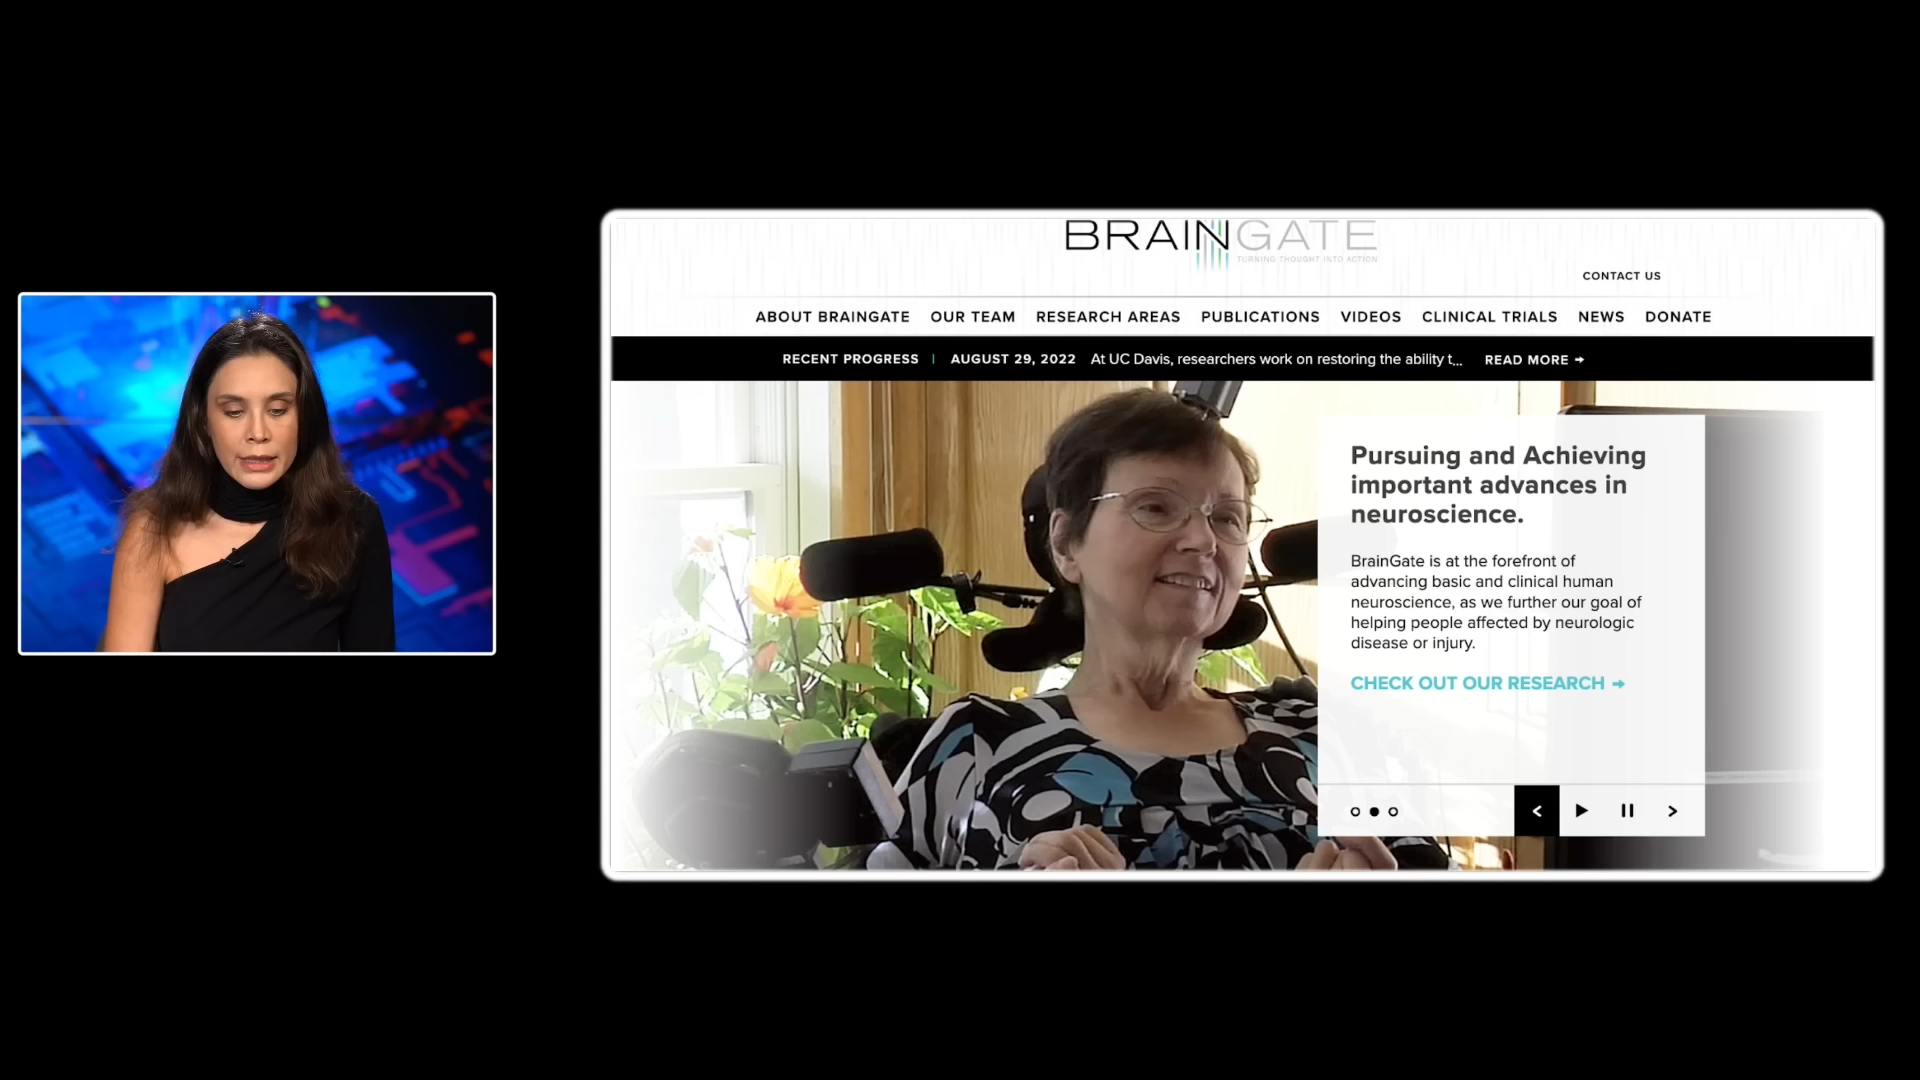 BRAINGATE
TURNING THOUGHT INTO ACTION
CONTACT US
ABOUT BRAINGATE OUR TEAM RESEARCH AREAS PUBLICATIONS VIDEOS CLINICAL TRIALS NEWS DONATE
RECENT PROGRESS | AUGUST 29, 2022 At UC Davis, researchers work on restoring the ability t... READ MORE
Pursuing and Achieving
important advances in
neuroscience.
BrainGate is at the forefront of
advancing basic and clinical human
neuroscience, as we further our goal of
helping people affected by neurologic
disease or injury.
CHECK OUT OUR RESEARCH